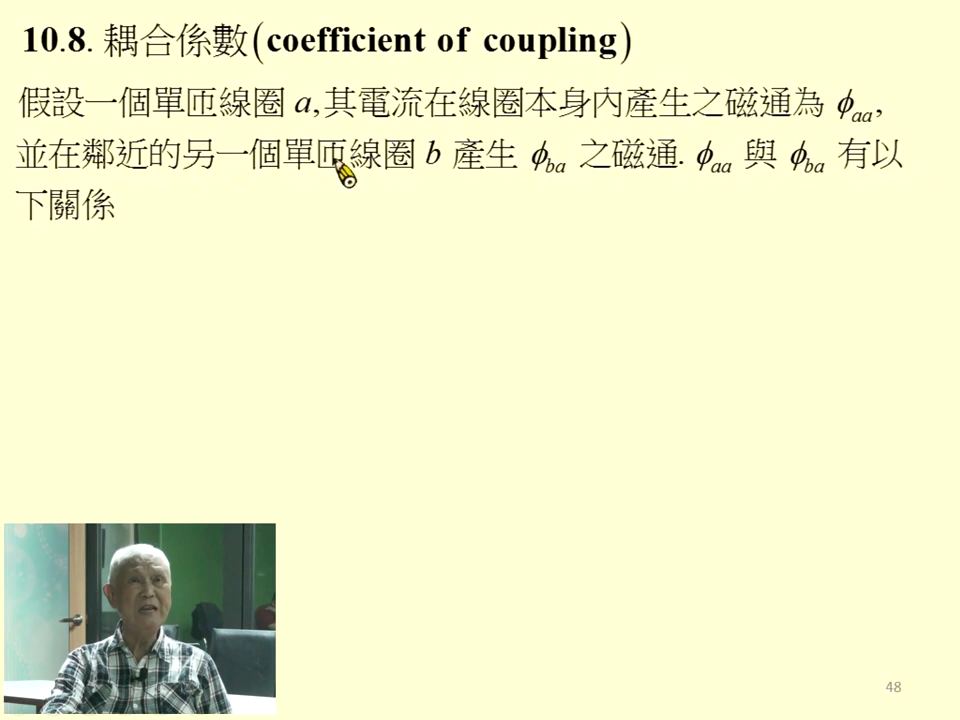 10.8. 耦合係數(coefficient of coupling)
假設一個單匝線圈 a,其電流在線圈本身內產生之磁通為 ϕaa,
並在鄰近的另一個單匝線圈 b 產生 ϕba 之磁通. ϕaa 與 ϕba 有以
下關係
48